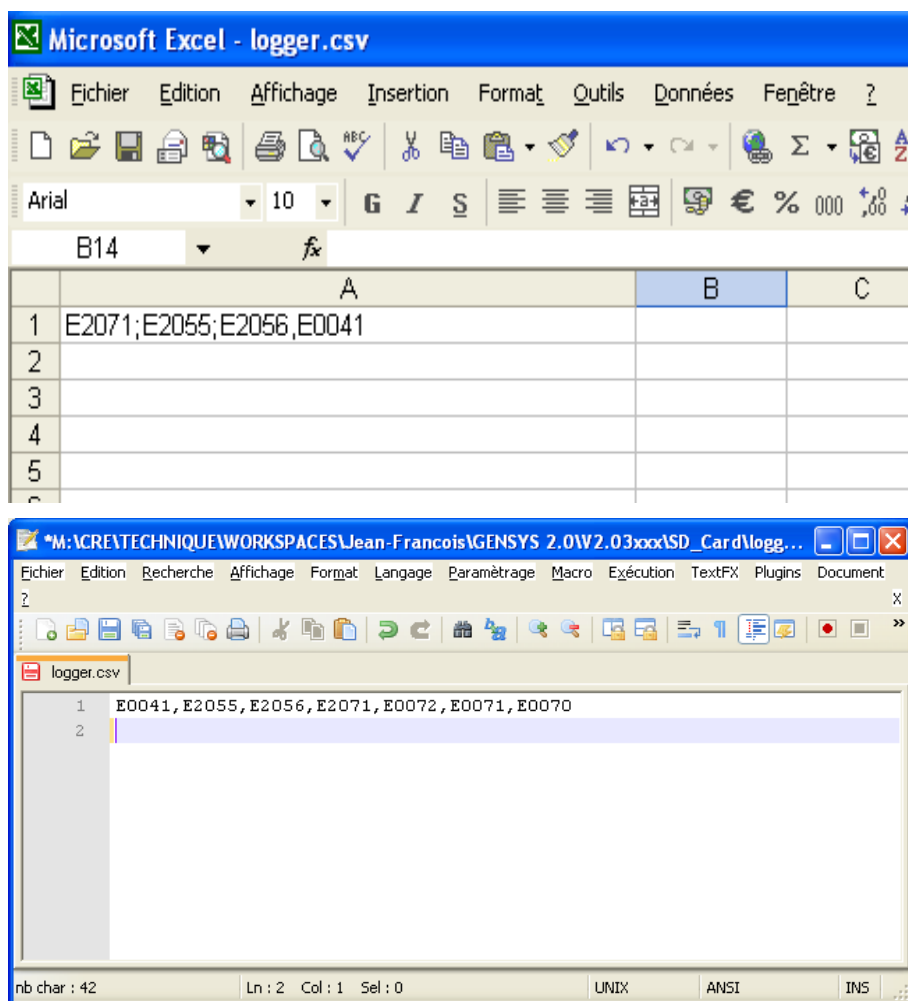 Microsoft Excel - logger.csv
Fichier Edition Affichage Insertion Format Outils Données Fenêtre ?
ABC Σ € A Z
Arial 10 G I S € % 000 ,00
B14 fx
A B C
1 E2071;E2055;E2056,E0041
2
3
4
5
*M:\CRE\TECHNIQUE\WORKSPACES\Jean-Francois\GENSYS 2.0\V2.03xxx\SD_Card\logg...
Fichier Edition Recherche Affichage Format Langage Paramètrage Macro Exécution TextFX Plugins Document
? X
logger.csv
1 E0041,E2055,E2056,E2071,E0072,E0071,E0070
2
nb char : 42 Ln : 2 Col : 1 Sel : 0 UNIX ANSI INS